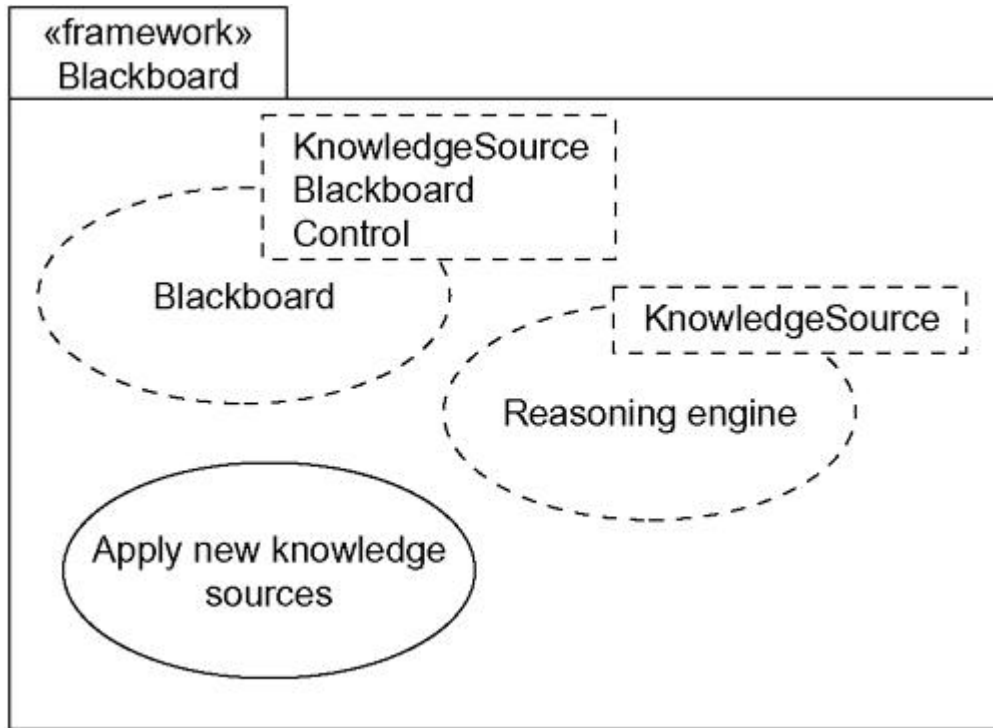 «framework»
Blackboard
KnowledgeSource
Blackboard
Control
Blackboard
KnowledgeSource
Reasoning engine
Apply new knowledge
sources